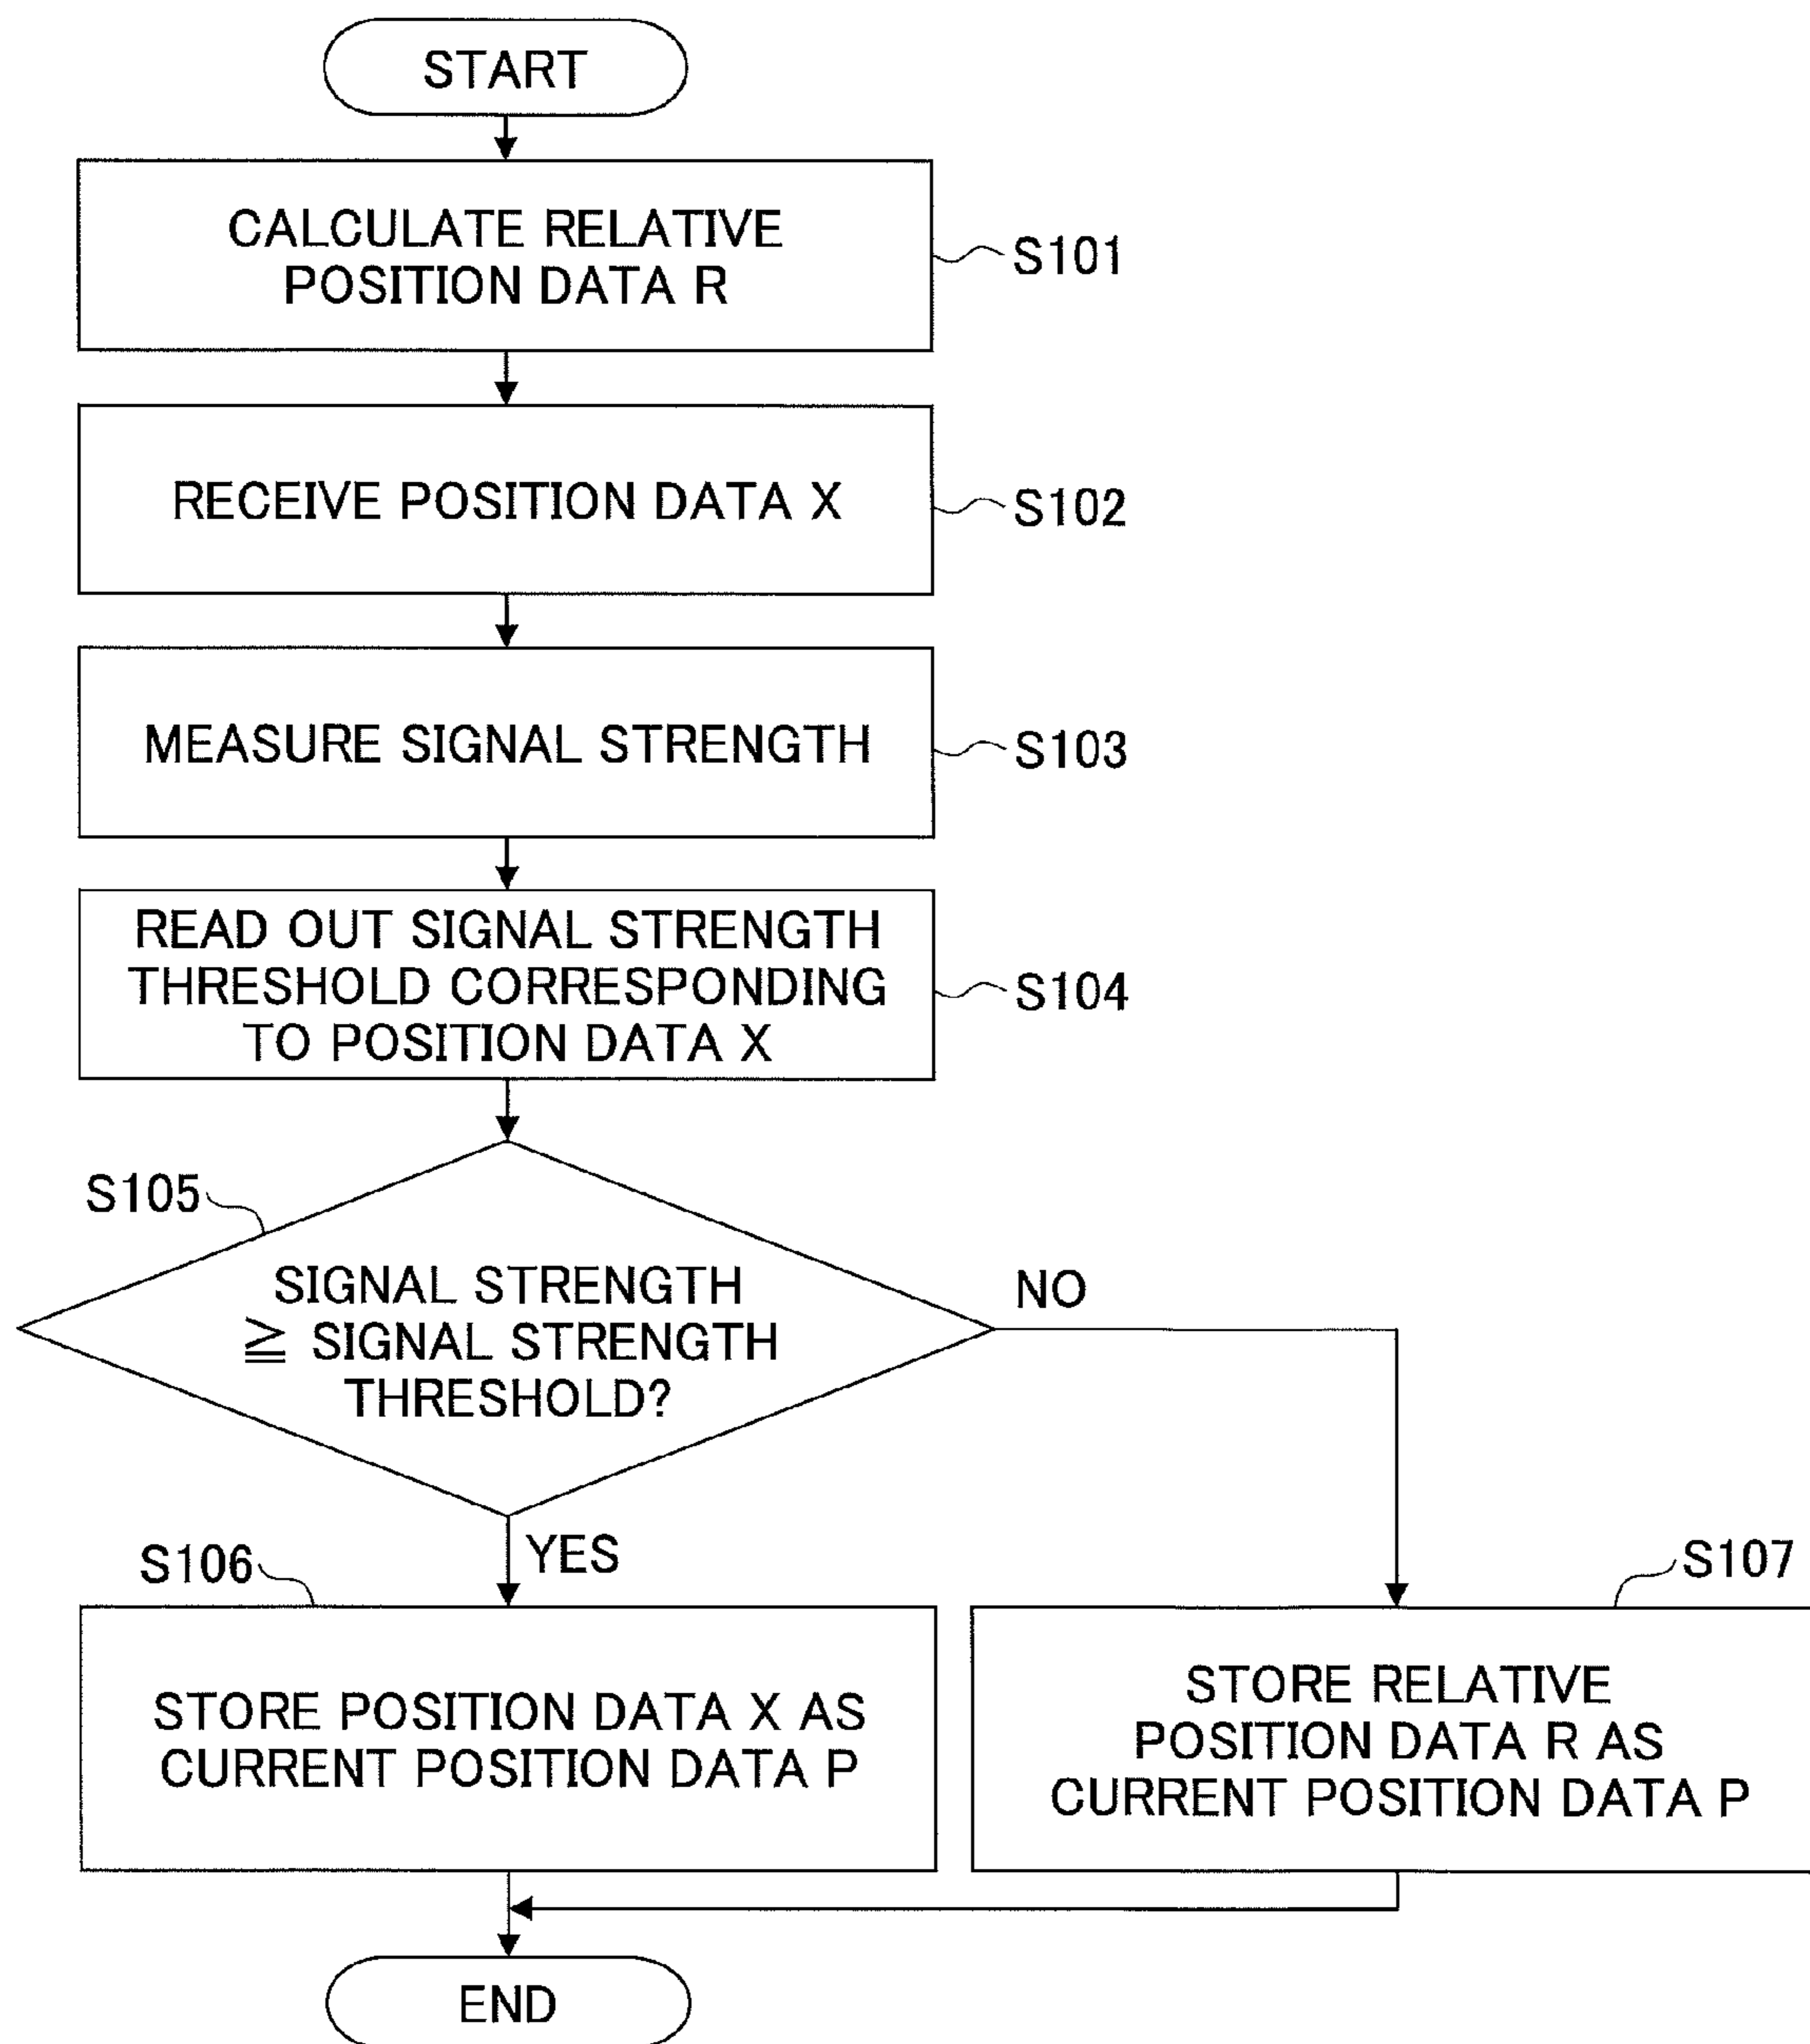 START
CALCULATE RELATIVE
POSITION DATA R
S101
RECEIVE POSITION DATA X
S102
MEASURE SIGNAL STRENGTH
S103
READ OUT SIGNAL STRENGTH
THRESHOLD CORRESPONDING
TO POSITION DATA X
S104
S105
SIGNAL STRENGTH
≧ SIGNAL STRENGTH
THRESHOLD?
NO
YES
S106
STORE POSITION DATA X AS
CURRENT POSITION DATA P
S107
STORE RELATIVE
POSITION DATA R AS
CURRENT POSITION DATA P
END